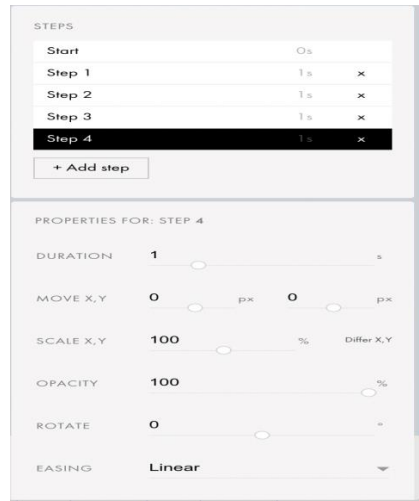 STEPS
Start 0s
Step 1 1s x
Step 2 1s x
Step 3 1s x
Step 4 1s x
+ Add step
PROPERTIES FOR: STEP 4
DURATION 1 s
MOVE X,Y 0 px 0 px
SCALE X,Y 100 % Differ X,Y
OPACITY 100 %
ROTATE 0 °
EASING Linear